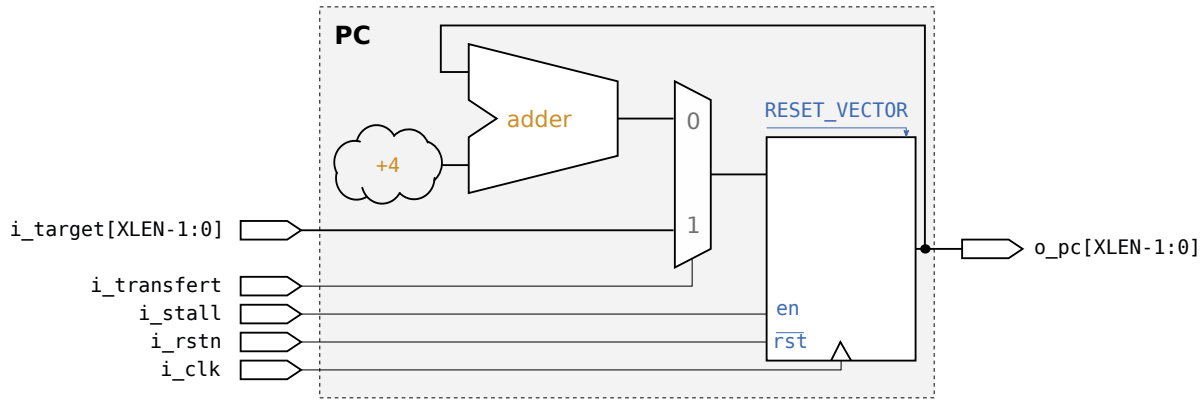 PC
RESET_VECTOR
adder
0
+4
1
i_target[XLEN-1:0]
o_pc[XLEN-1:0]
i_transfert
i_stall
en
i_rstn
rst
i_clk